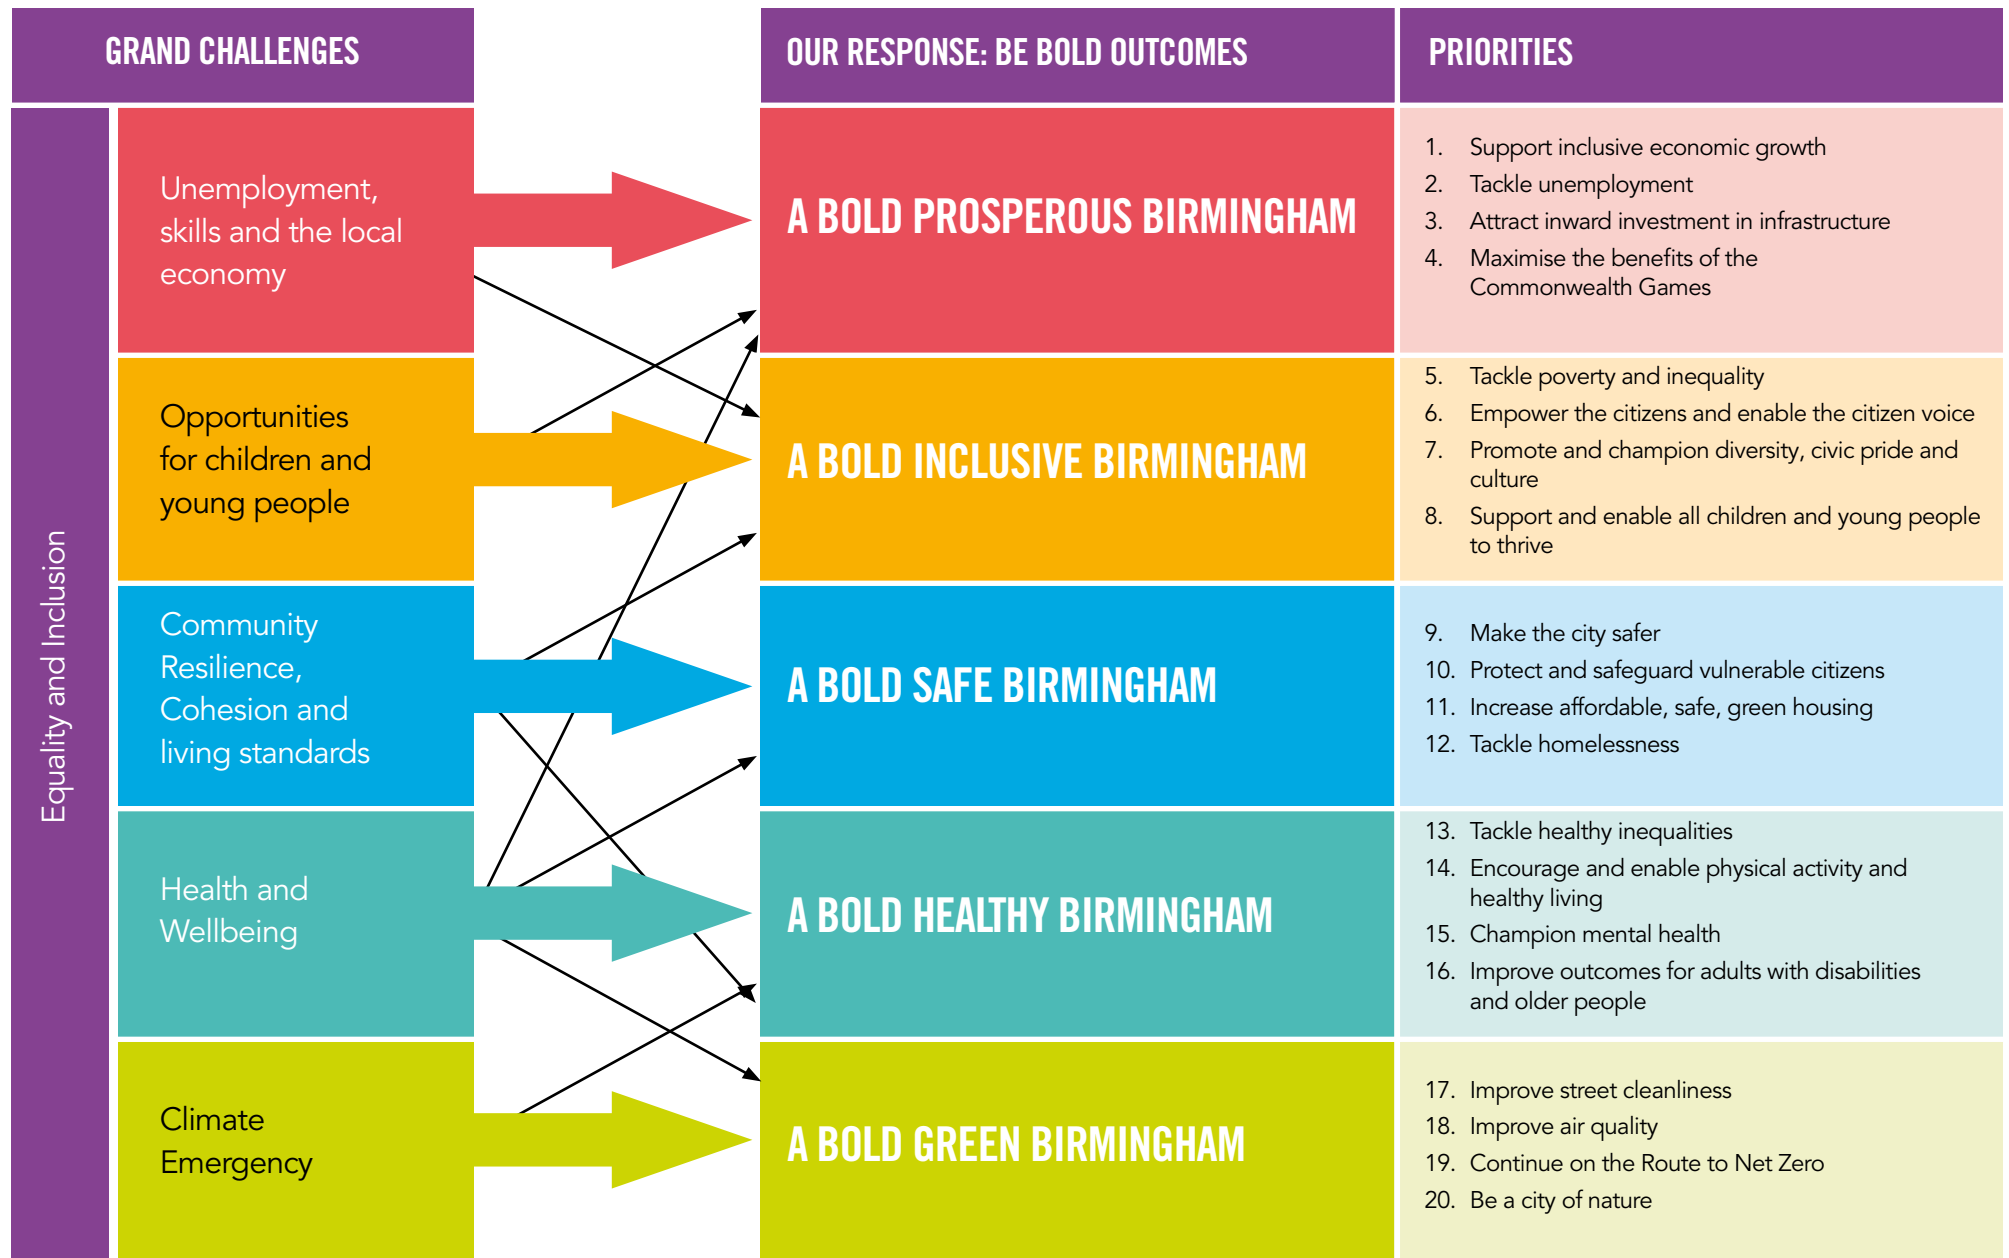 GRAND CHALLENGES
OUR RESPONSE: BE BOLD OUTCOMES
PRIORITIES
Equality and Inclusion
Unemployment,
skills and the local
economy
A BOLD PROSPEROUS BIRMINGHAM
1. Support inclusive economic growth
2. Tackle unemployment
3. Attract inward investment in infrastructure
4. Maximise the benefits of the
Commonwealth Games
Opportunities
for children and
young people
A BOLD INCLUSIVE BIRMINGHAM
5. Tackle poverty and inequality
6. Empower the citizens and enable the citizen voice
7. Promote and champion diversity, civic pride and
culture
8. Support and enable all children and young people
to thrive
Community
Resilience,
Cohesion and
living standards
A BOLD SAFE BIRMINGHAM
9. Make the city safer
10. Protect and safeguard vulnerable citizens
11. Increase affordable, safe, green housing
12. Tackle homelessness
Health and
Wellbeing
A BOLD HEALTHY BIRMINGHAM
13. Tackle healthy inequalities
14. Encourage and enable physical activity and
healthy living
15. Champion mental health
16. Improve outcomes for adults with disabilities
and older people
Climate
Emergency
A BOLD GREEN BIRMINGHAM
17. Improve street cleanliness
18. Improve air quality
19. Continue on the Route to Net Zero
20. Be a city of nature